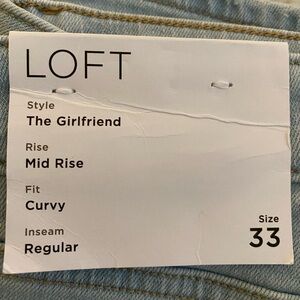 LOFT
Style
The Girlfriend
Rise
Mid Rise
Fit
Curvy
Inseam
Regular
Size
33